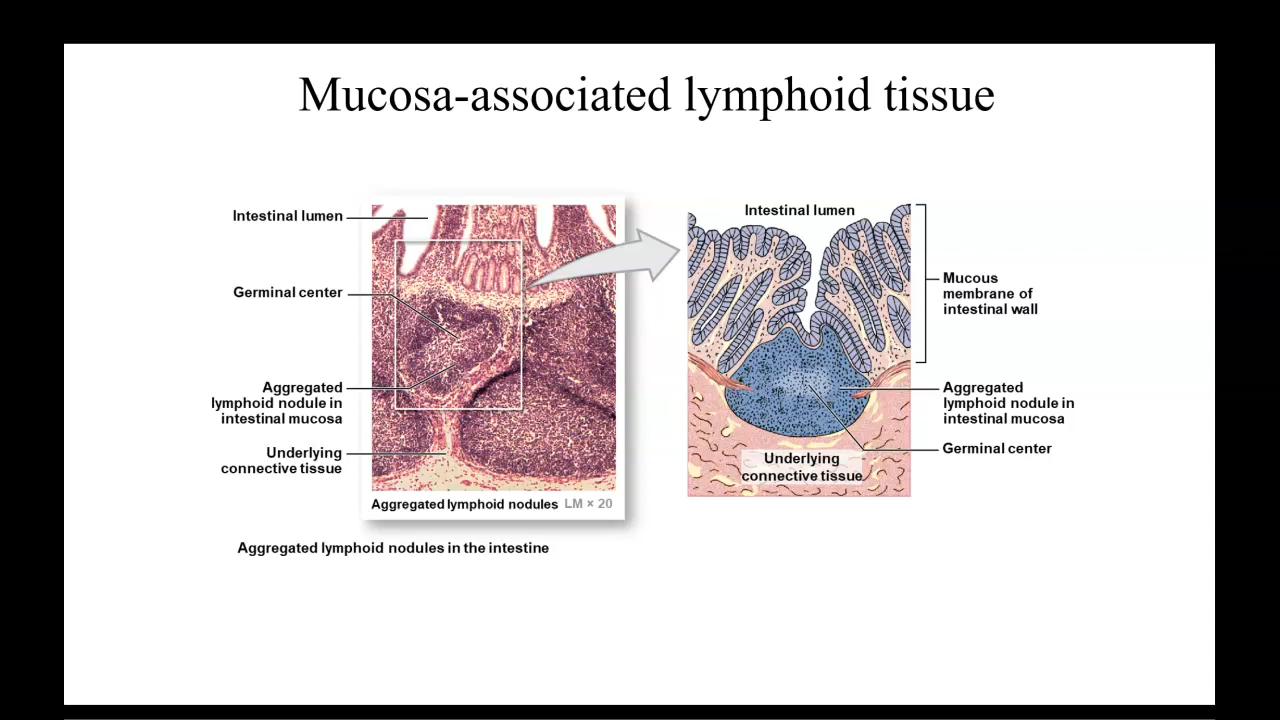 Mucosa-associated lymphoid tissue
Intestinal lumen
Germinal center
Aggregated
lymphoid nodule in
intestinal mucosa
Underlying
connective tissue
Aggregated lymphoid nodules LM × 20
Aggregated lymphoid nodules in the intestine
Intestinal lumen
Mucous
membrane of
intestinal wall
Aggregated
lymphoid nodule in
intestinal mucosa
Germinal center
Underlying
connective tissue